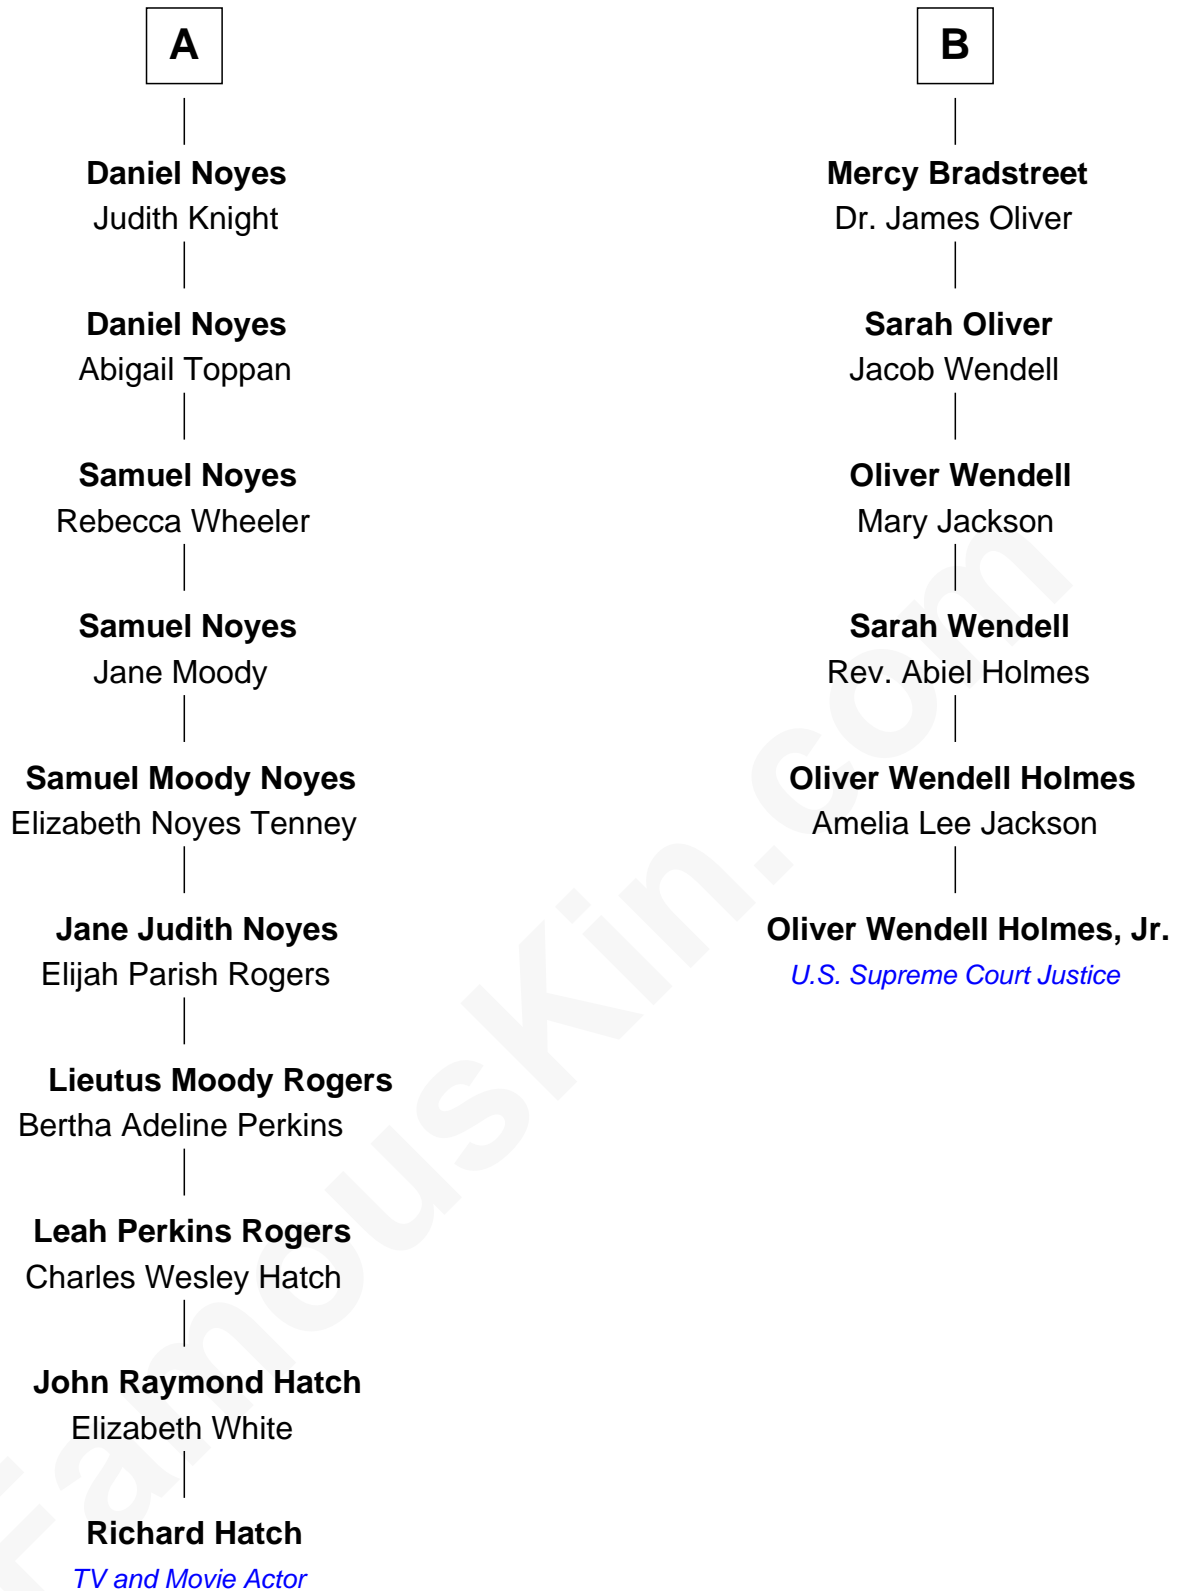 A
Daniel Noyes
Judith Knight
Daniel Noyes
Abigail Toppan
Samuel Noyes
Rebecca Wheeler
Samuel Noyes
Jane Moody
Samuel Moody Noyes
Elizabeth Noyes Tenney
Jane Judith Noyes
Elijah Parish Rogers
Lieutus Moody Rogers
Bertha Adeline Perkins
Leah Perkins Rogers
Charles Wesley Hatch
John Raymond Hatch
Elizabeth White
Richard Hatch
TV and Movie Actor
B
Mercy Bradstreet
Dr. James Oliver
Sarah Oliver
Jacob Wendell
Oliver Wendell
Mary Jackson
Sarah Wendell
Rev. Abiel Holmes
Oliver Wendell Holmes
Amelia Lee Jackson
Oliver Wendell Holmes, Jr.
U.S. Supreme Court Justice
FamousKin.com